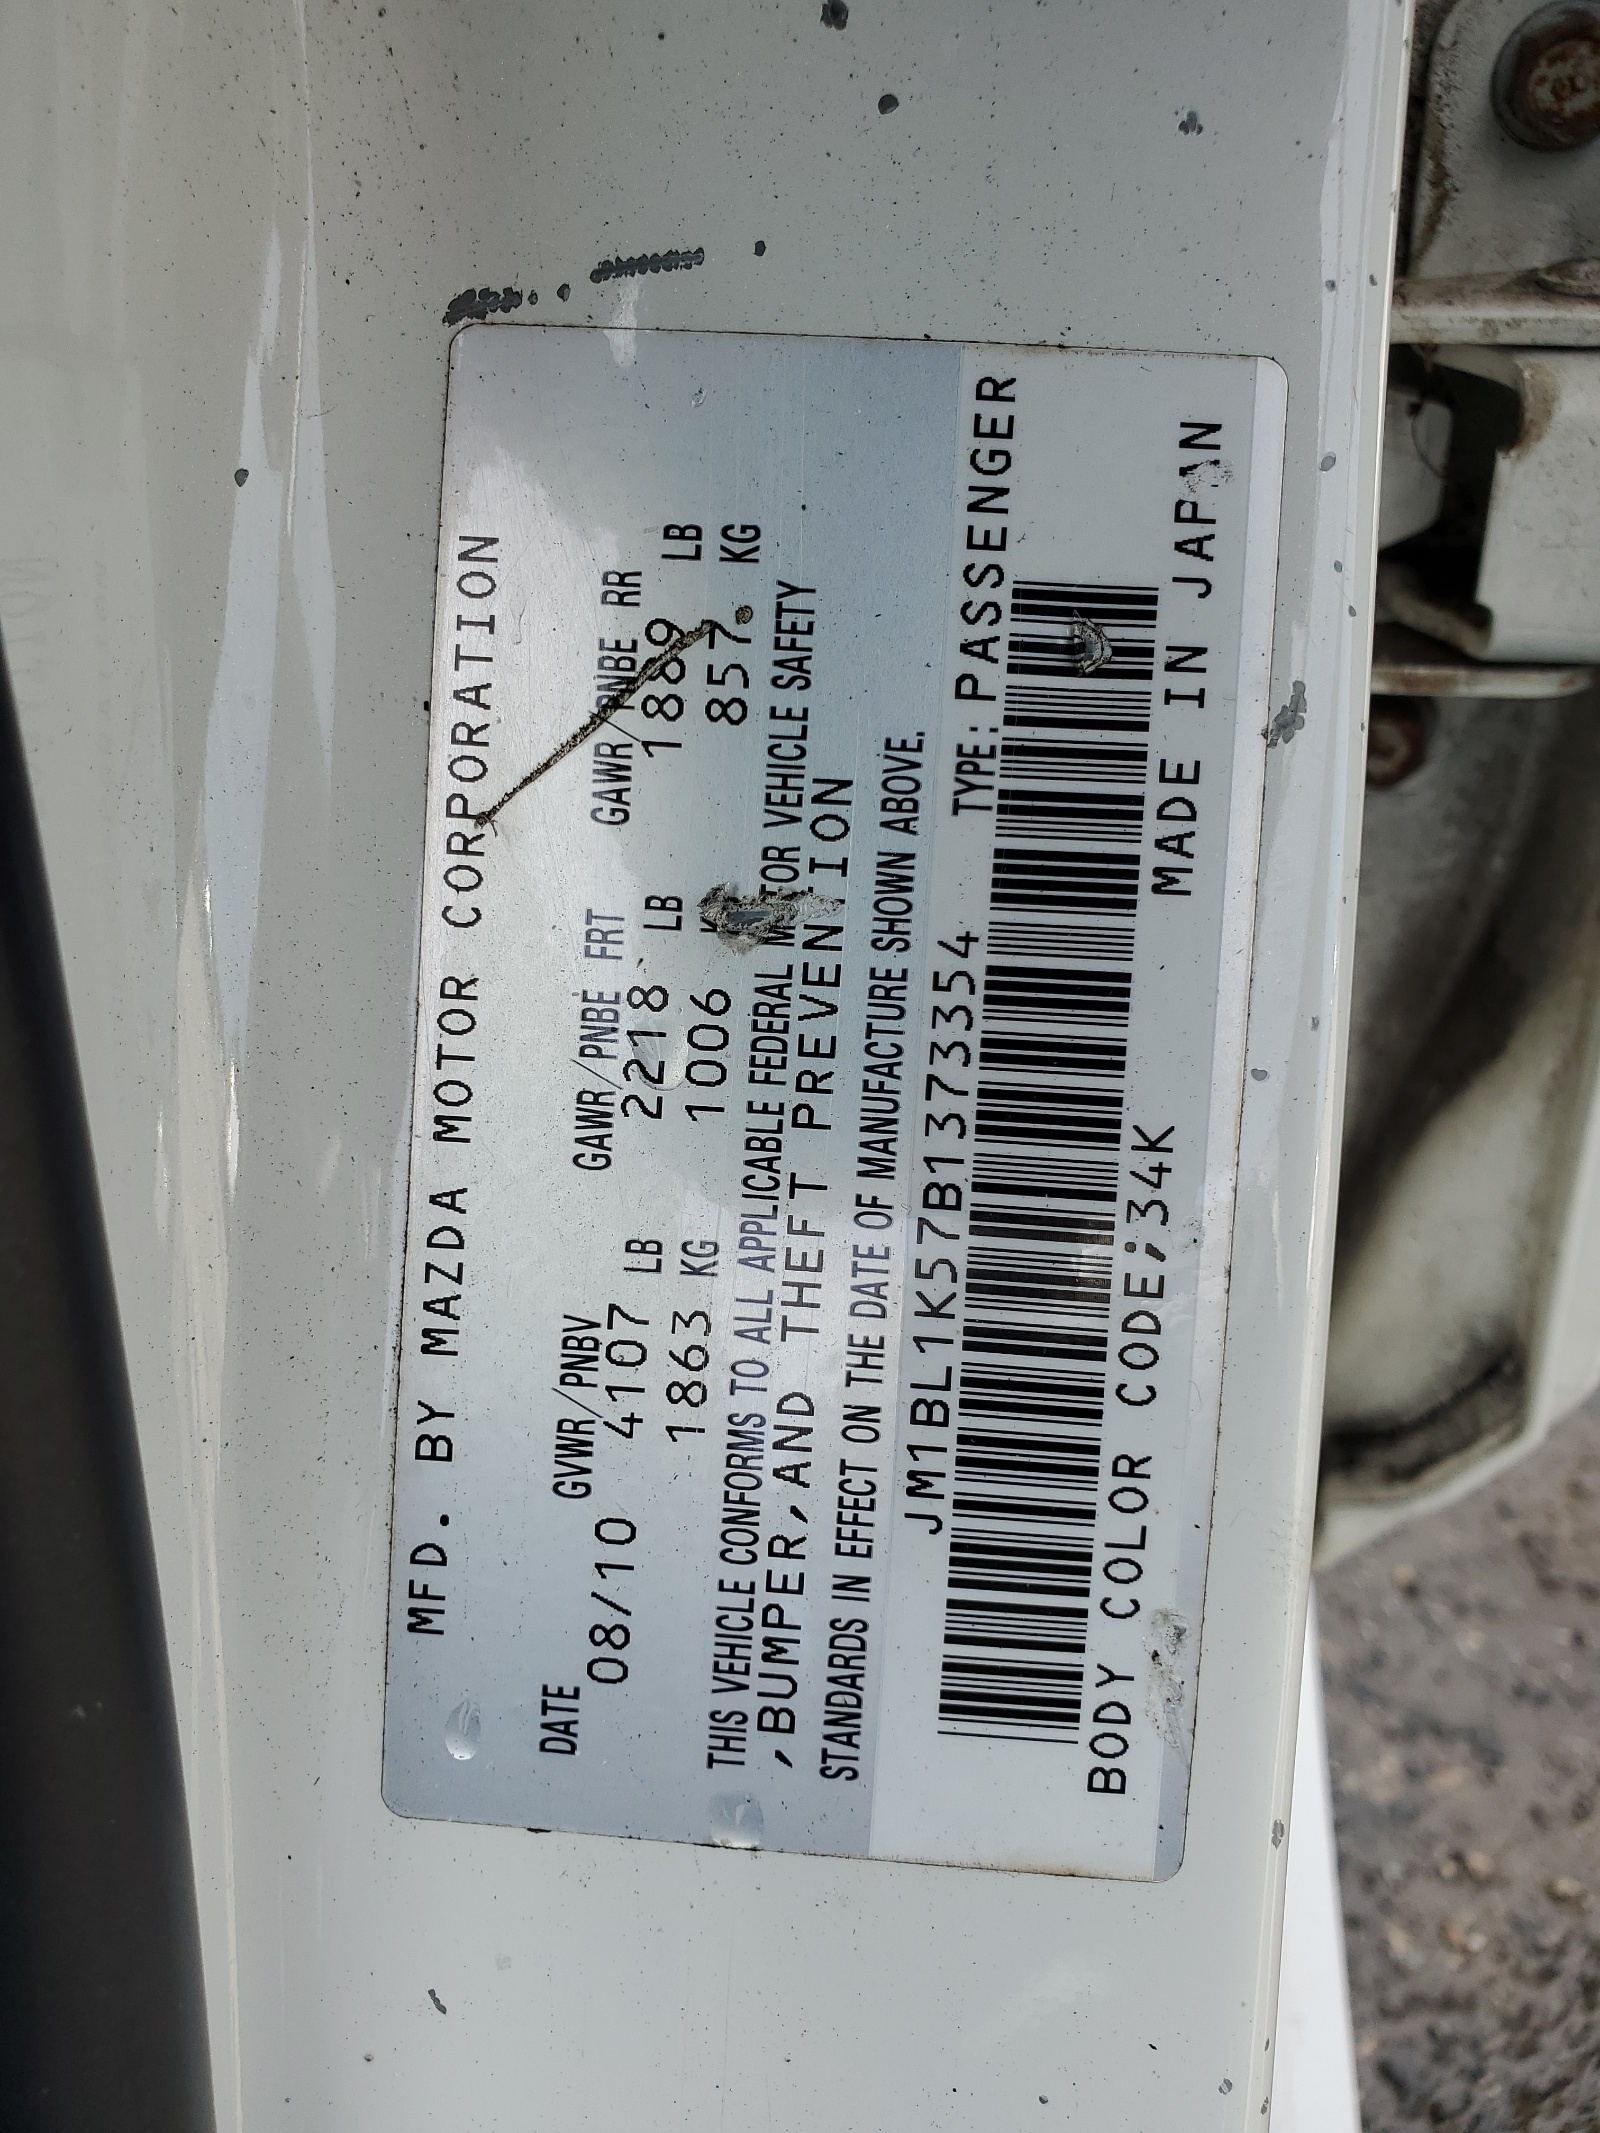 MFD. BY MAZDA MOTOR CORPORATION
DATE GVWR/PNBV GAWR/PNBE FRT GAWR/PNBE RR
08/10 4107 LB 2218 LB 1889 LB
1863 KG 1006 857 KG
THIS VEHICLE CONFORMS TO ALL APPLICABLE FEDERAL MOTOR VEHICLE SAFETY
,BUMPER,AND THEFT PREVENTION
STANDARDS IN EFFECT ON THE DATE OF MANUFACTURE SHOWN ABOVE.
JM1BL1K57B1373354 TYPE:PASSENGER
BODY COLOR CODE;34K MADE IN JAPAN